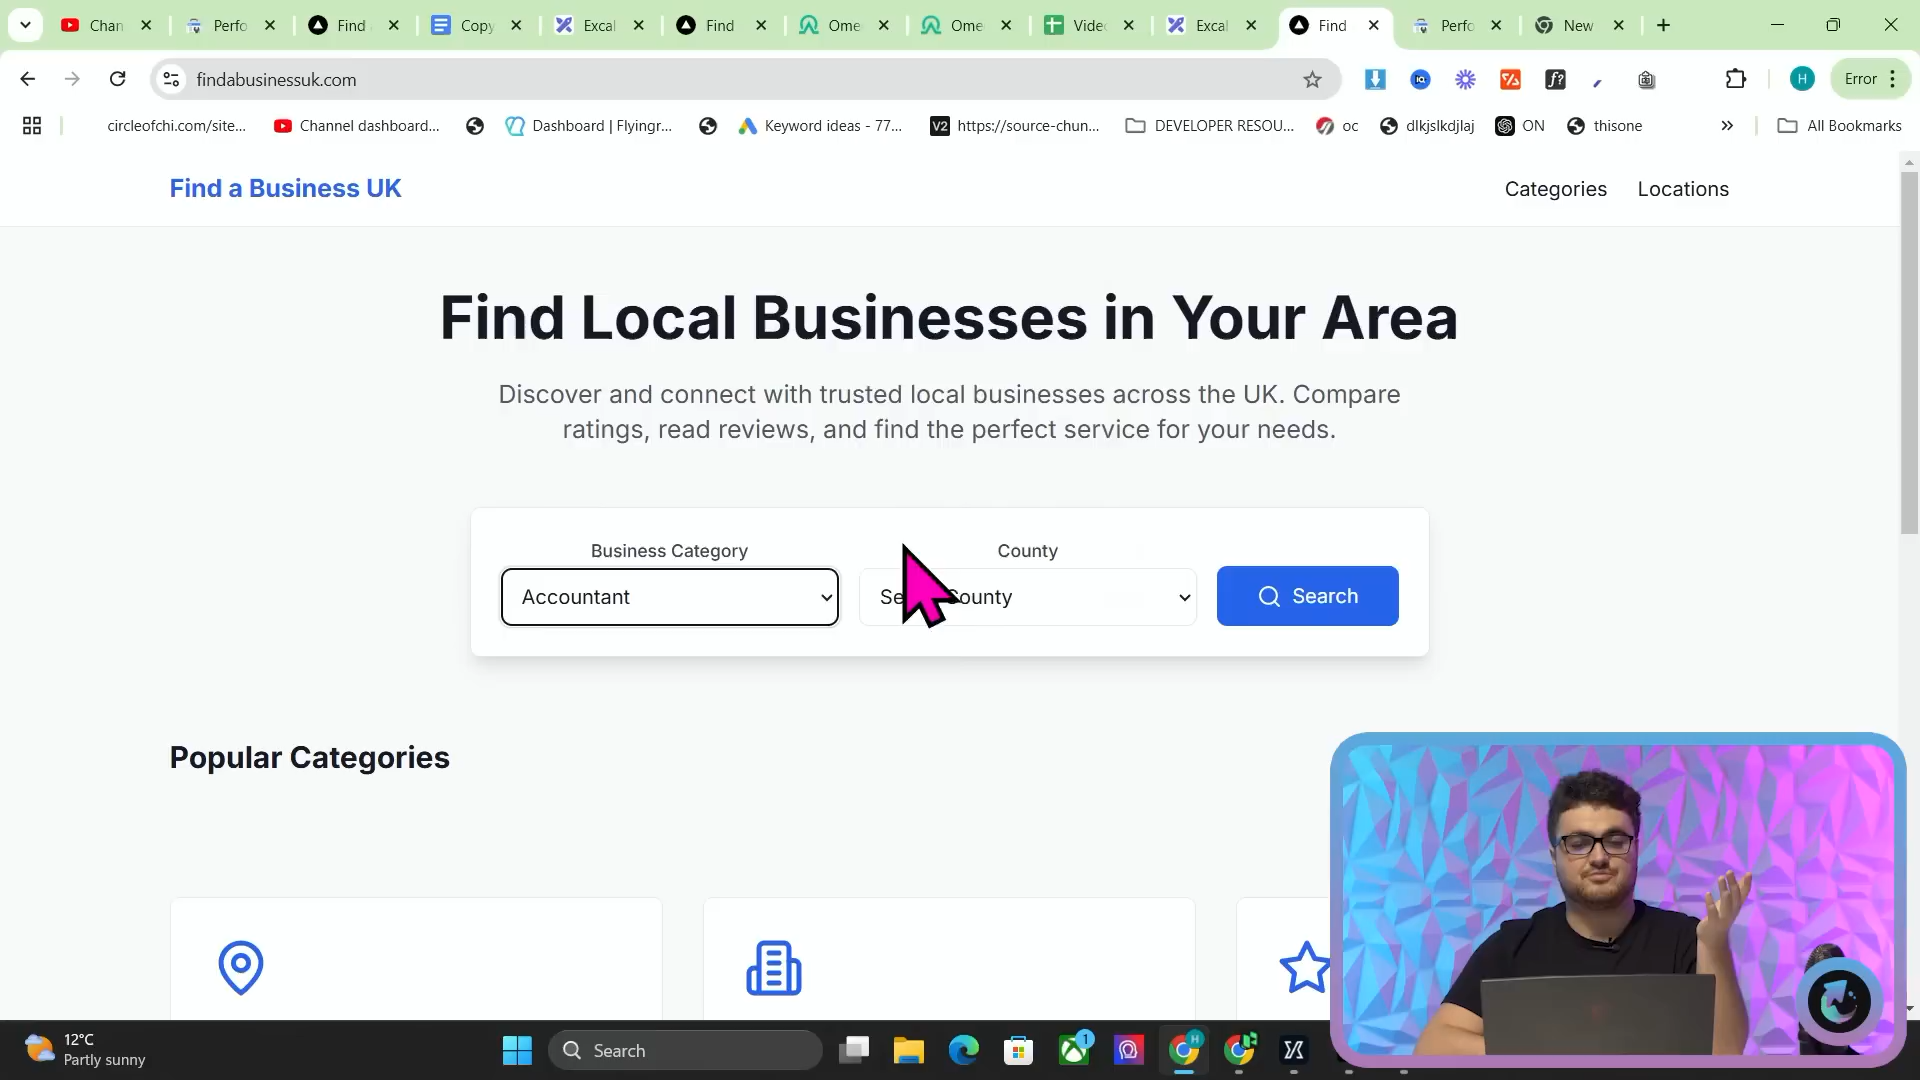 Chan
Perfo
Find
Copy
Excal
Find
Ome
Ome
Vide
Excal
Find
Perfo
New
findabusinessuk.com
H
Error
circleofchi.com/site...
Channel dashboard...
Dashboard | Flyingr...
Keyword ideas - 77...
V2
https://source-chun...
DEVELOPER RESOU...
oc
dlkjslkdjlaj
ON
thisone
All Bookmarks
Find a Business UK
Categories
Locations
Find Local Businesses in Your Area
Discover and connect with trusted local businesses across the UK. Compare
ratings, read reviews, and find the perfect service for your needs.
Business Category
County
Accountant
County
Search
Popular Categories
12°C
Partly sunny
Search
1
H